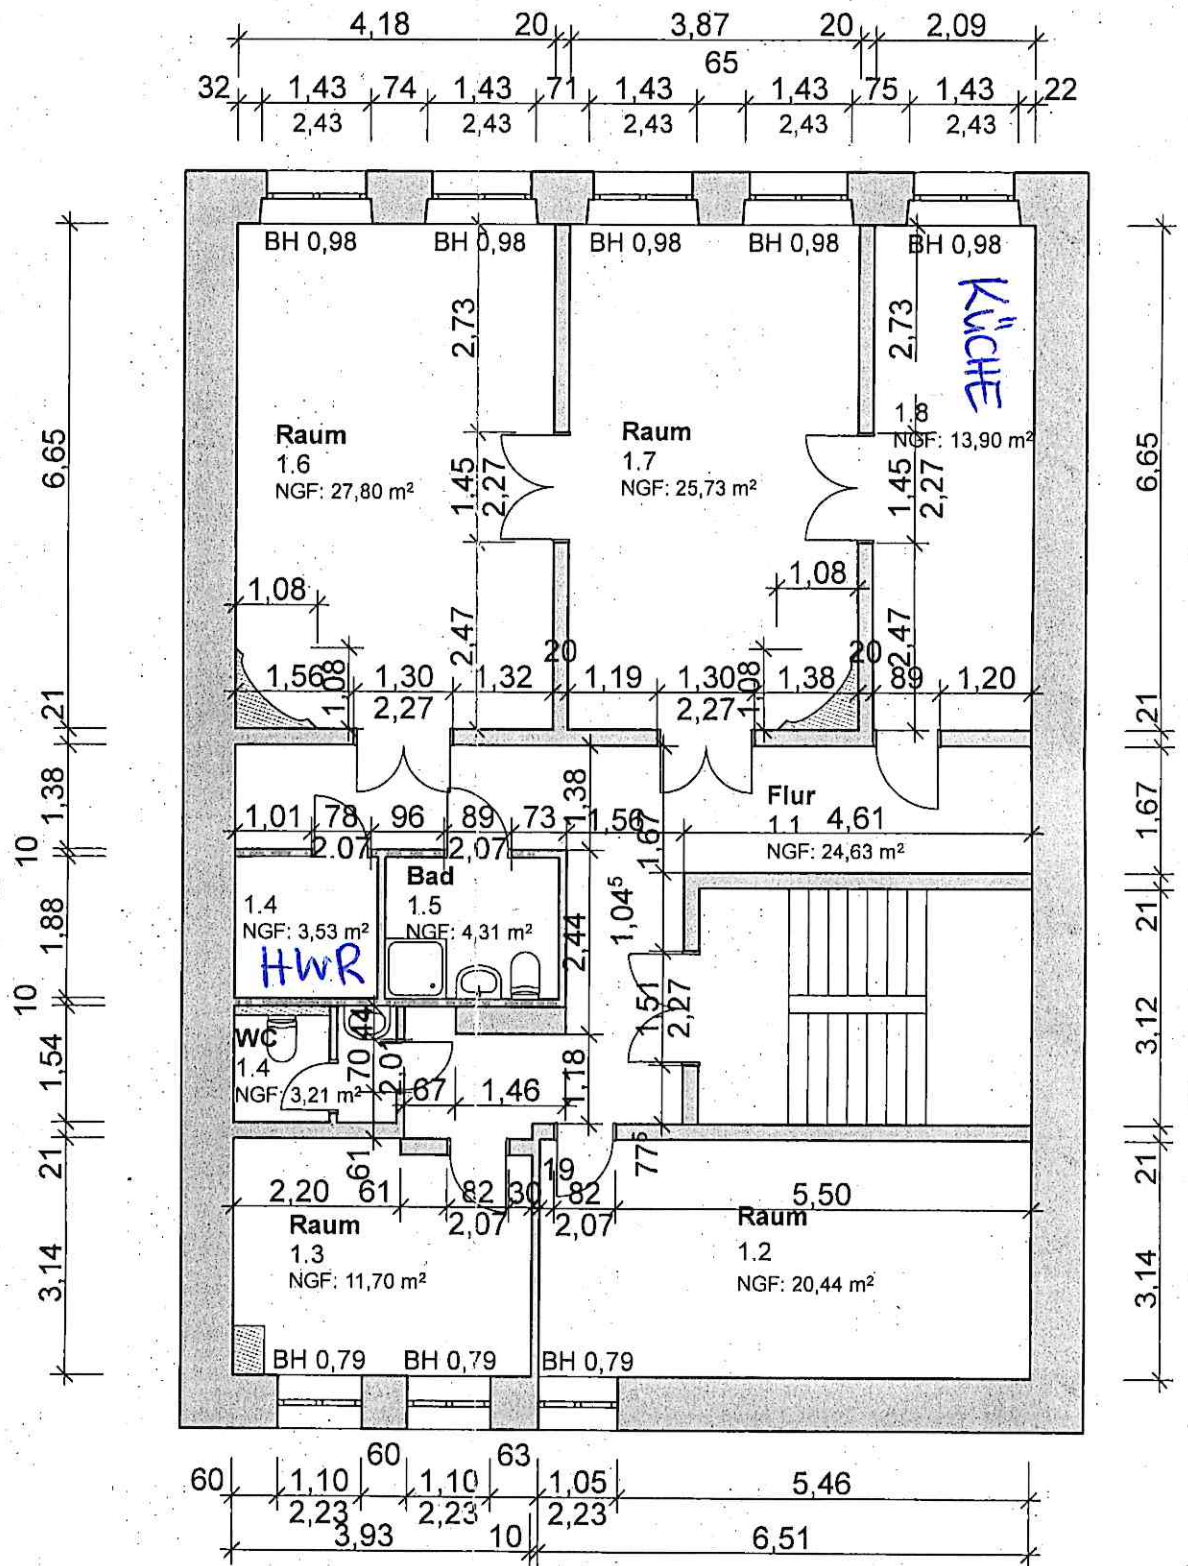 4,18 20 3,87 20 2,09
65
32 1,43 74 1,43 71 1,43 1,43 75 1,43 22
2,43 2,43 2,43 2,43 2,43
BH 0,98 BH 0,98 BH 0,98 BH 0,98 BH 0,98
KÜCHE
2,73 2,73
6,65 6,65
Raum
1.6
NGF: 27,80 m²
Raum
1.7
NGF: 25,73 m²
1.8
NGF: 13,90 m²
1,45 2,27 1,45 2,27
1,08 1,08
2,47 20 20 2,47
1,56 1,08 1,30 1,32 1,19 1,30 1,08 1,38 89 1,20
2,27 2,27
21 21
1,38 1,38 1,67 1,67
Flur
1.1 4,61
NGF: 24,63 m²
1,01 78 96 89 73 1,56
2.07 2,07
10
Bad
1.5
NGF: 4,31 m²
1.4
NGF: 3,53 m²
HWR
1,88 2,44 1,04⁵ 21
10
1,51 2,27 3,12
WC
1.4
NGF: 3,21 m²
44 70 2,01
1,54 67 1,46 1,18
21 61 19 77⁵ 21
2,20 61 82 30 82 5,50
2,07 2,07
Raum
1.3
NGF: 11,70 m²
Raum
1.2
NGF: 20,44 m²
3,14 3,14
BH 0,79 BH 0,79 BH 0,79
60 63
60 1,10 1,10 1,05 5,46
2,23 2,23 2,23
3,93 10 6,51